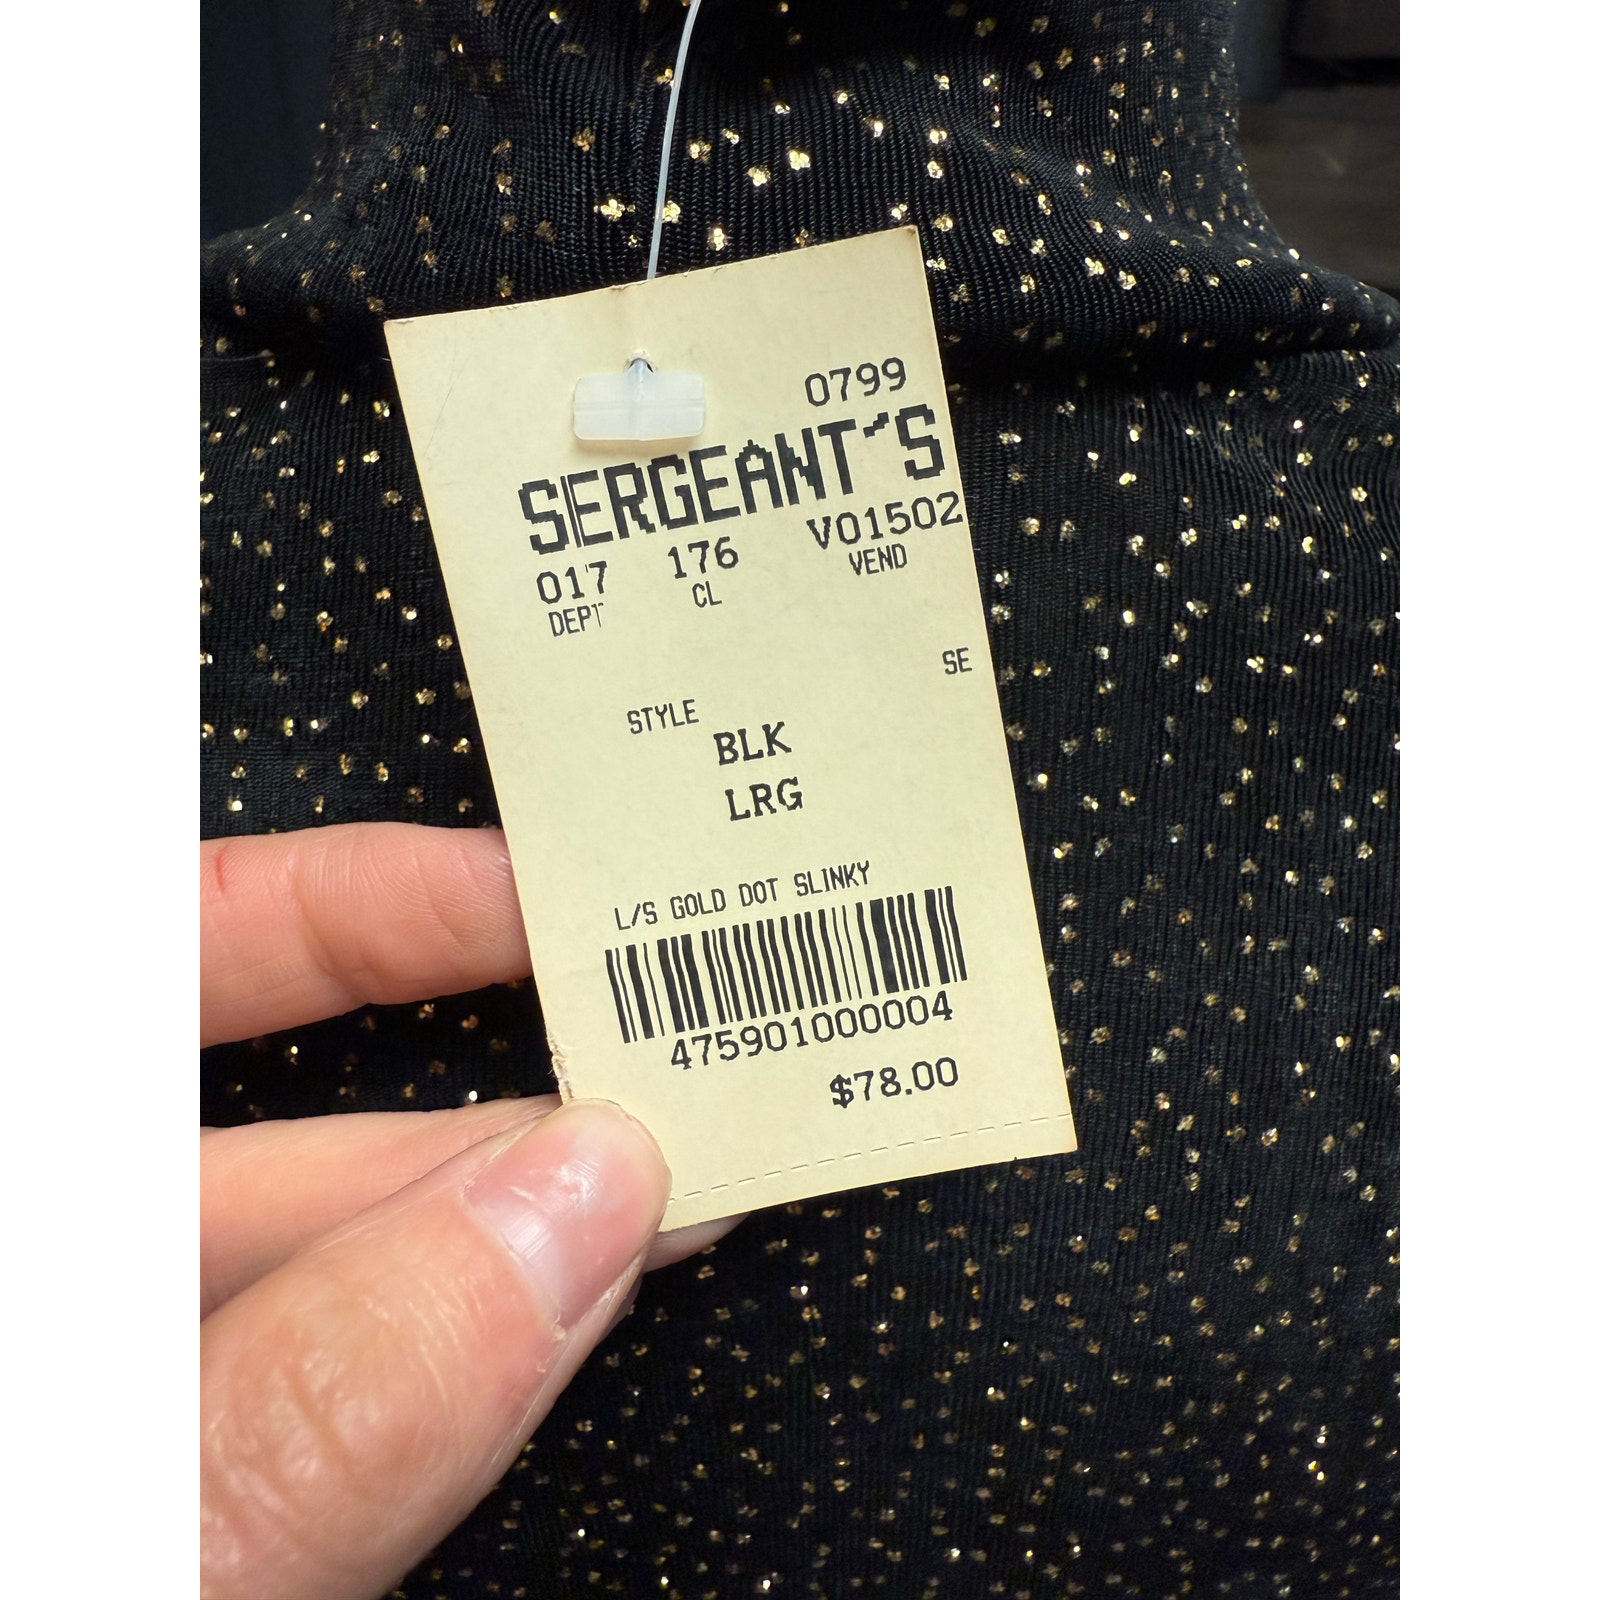 0799
SERGEANT'S
017 176 V01502
DEPT CL VEND
SE
STYLE
BLK
LRG
L/S GOLD DOT SLINKY
475901000004
$78.00